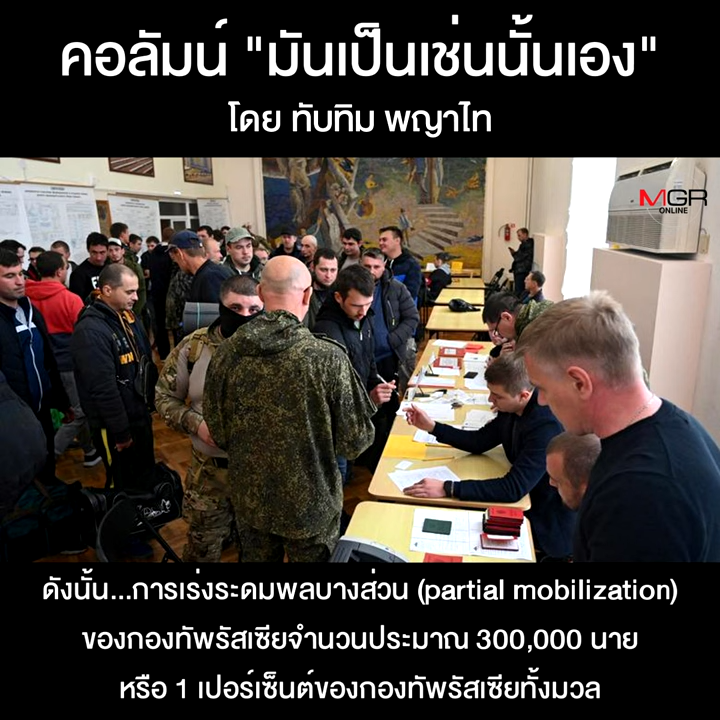 คอลัมน์ "มันเป็นเช่นนั้นเอง"
โดย ทับทิม พญาไท
MGR
ONLINE
ดังนั้น...การเร่งระดมพลบางส่วน (partial mobilization)
ของกองทัพรัสเซียจำนวนประมาณ 300,000 นาย
หรือ 1 เปอร์เซ็นต์ของกองทัพรัสเซียทั้งมวล